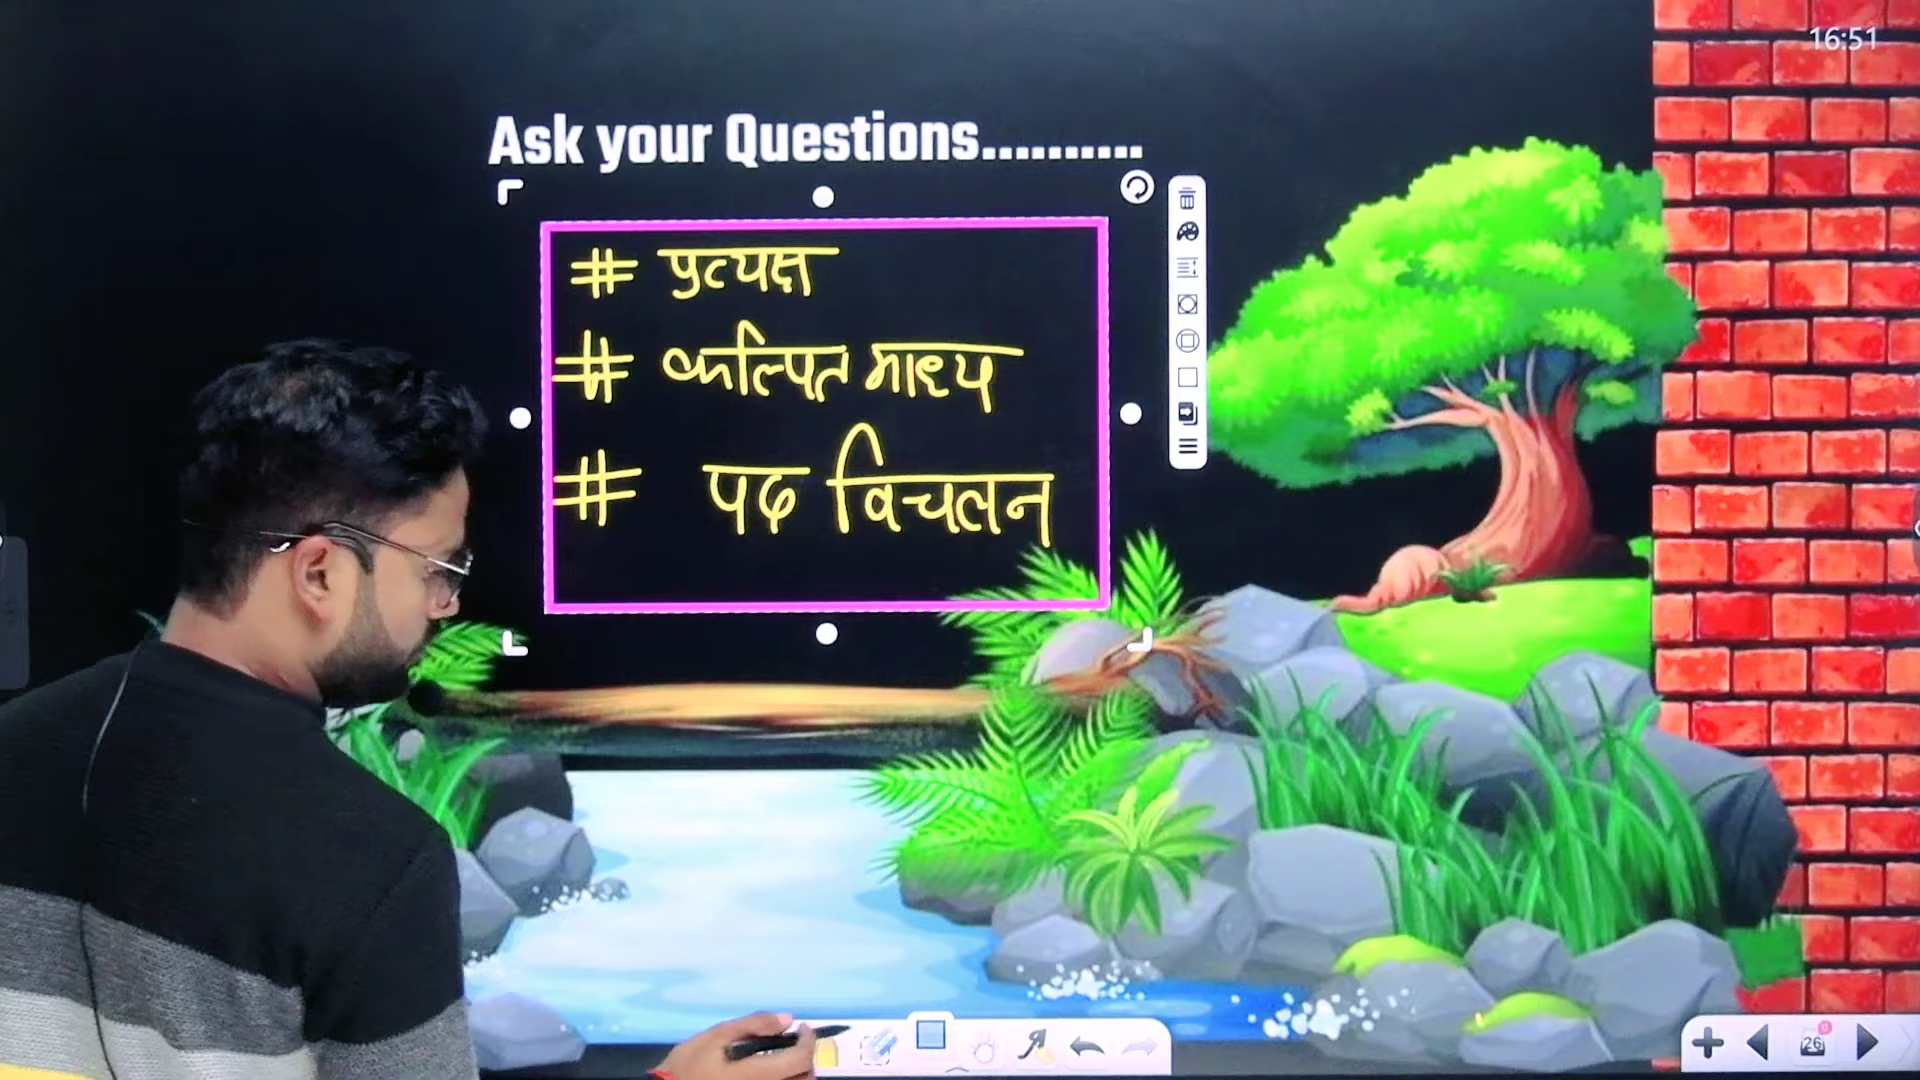 16:51
Ask your Questions..........
# प्रत्यक्ष
# कल्पित माध्य
# पद विचलन
26